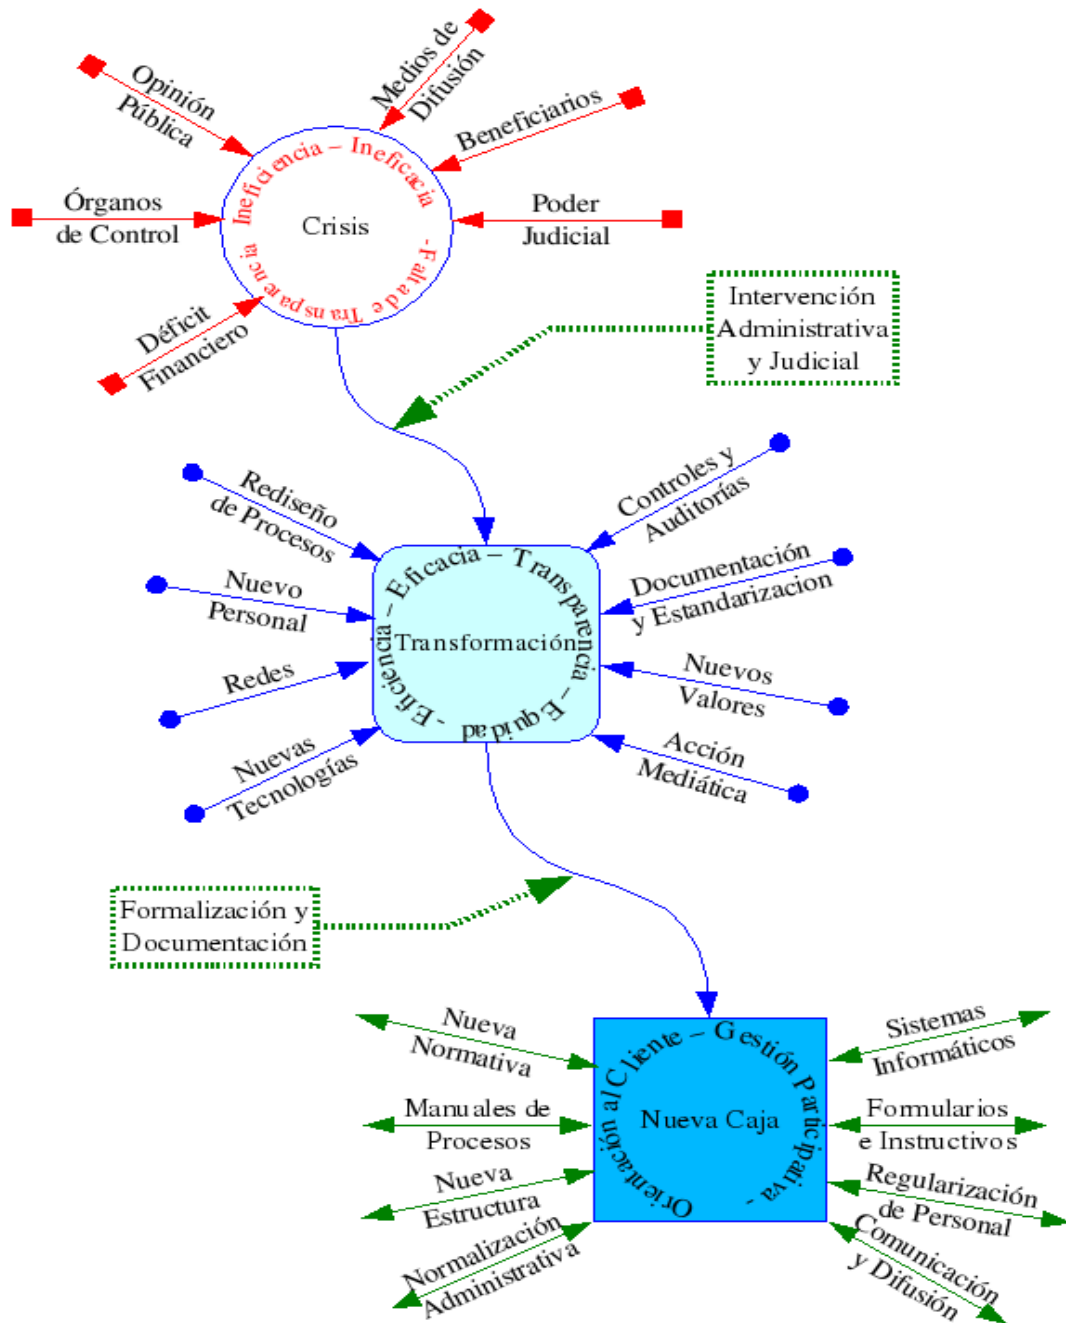 Medios de
Difusión
Opinión
Pública
Beneficiarios
Órganos
de Control
Ineficiencia – Ineficacia -Falta de Transparencia
Crisis
Poder
Judicial
Déficit
Financiero
Intervención
Administrativa
y Judicial
Rediseño
de Procesos
Controles y
Auditorías
Nuevo
Personal
Documentación
y Estandarizacion
Eficiencia – Eficacia – Transparencia – Equidad -
Transformación
Redes
Nuevos
Valores
Nuevas
Tecnologías
Acción
Mediática
Formalización y
Documentación
Nueva
Normativa
Sistemas
Informáticos
Orientación al Cliente – Gestión Participativa -
Nueva Caja
Manuales de
Procesos
Formularios
e Instructivos
Nueva
Estructura
Regularización
de Personal
Normalización
Administrativa
Comunicación
y Difusión